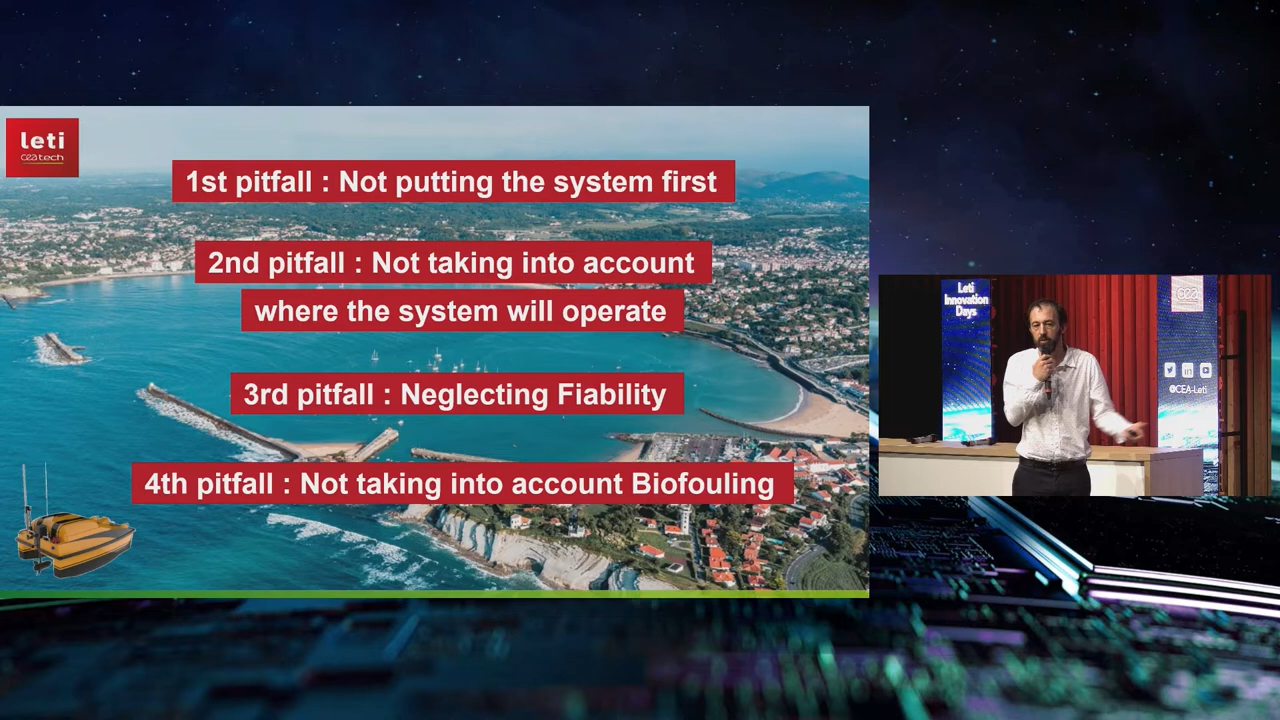 leti
cea tech
1st pitfall : Not putting the system first
2nd pitfall : Not taking into account
where the system will operate
3rd pitfall : Neglecting Fiability
4th pitfall : Not taking into account Biofouling
Leti
Innovation
Days
cea
@CEA-Leti